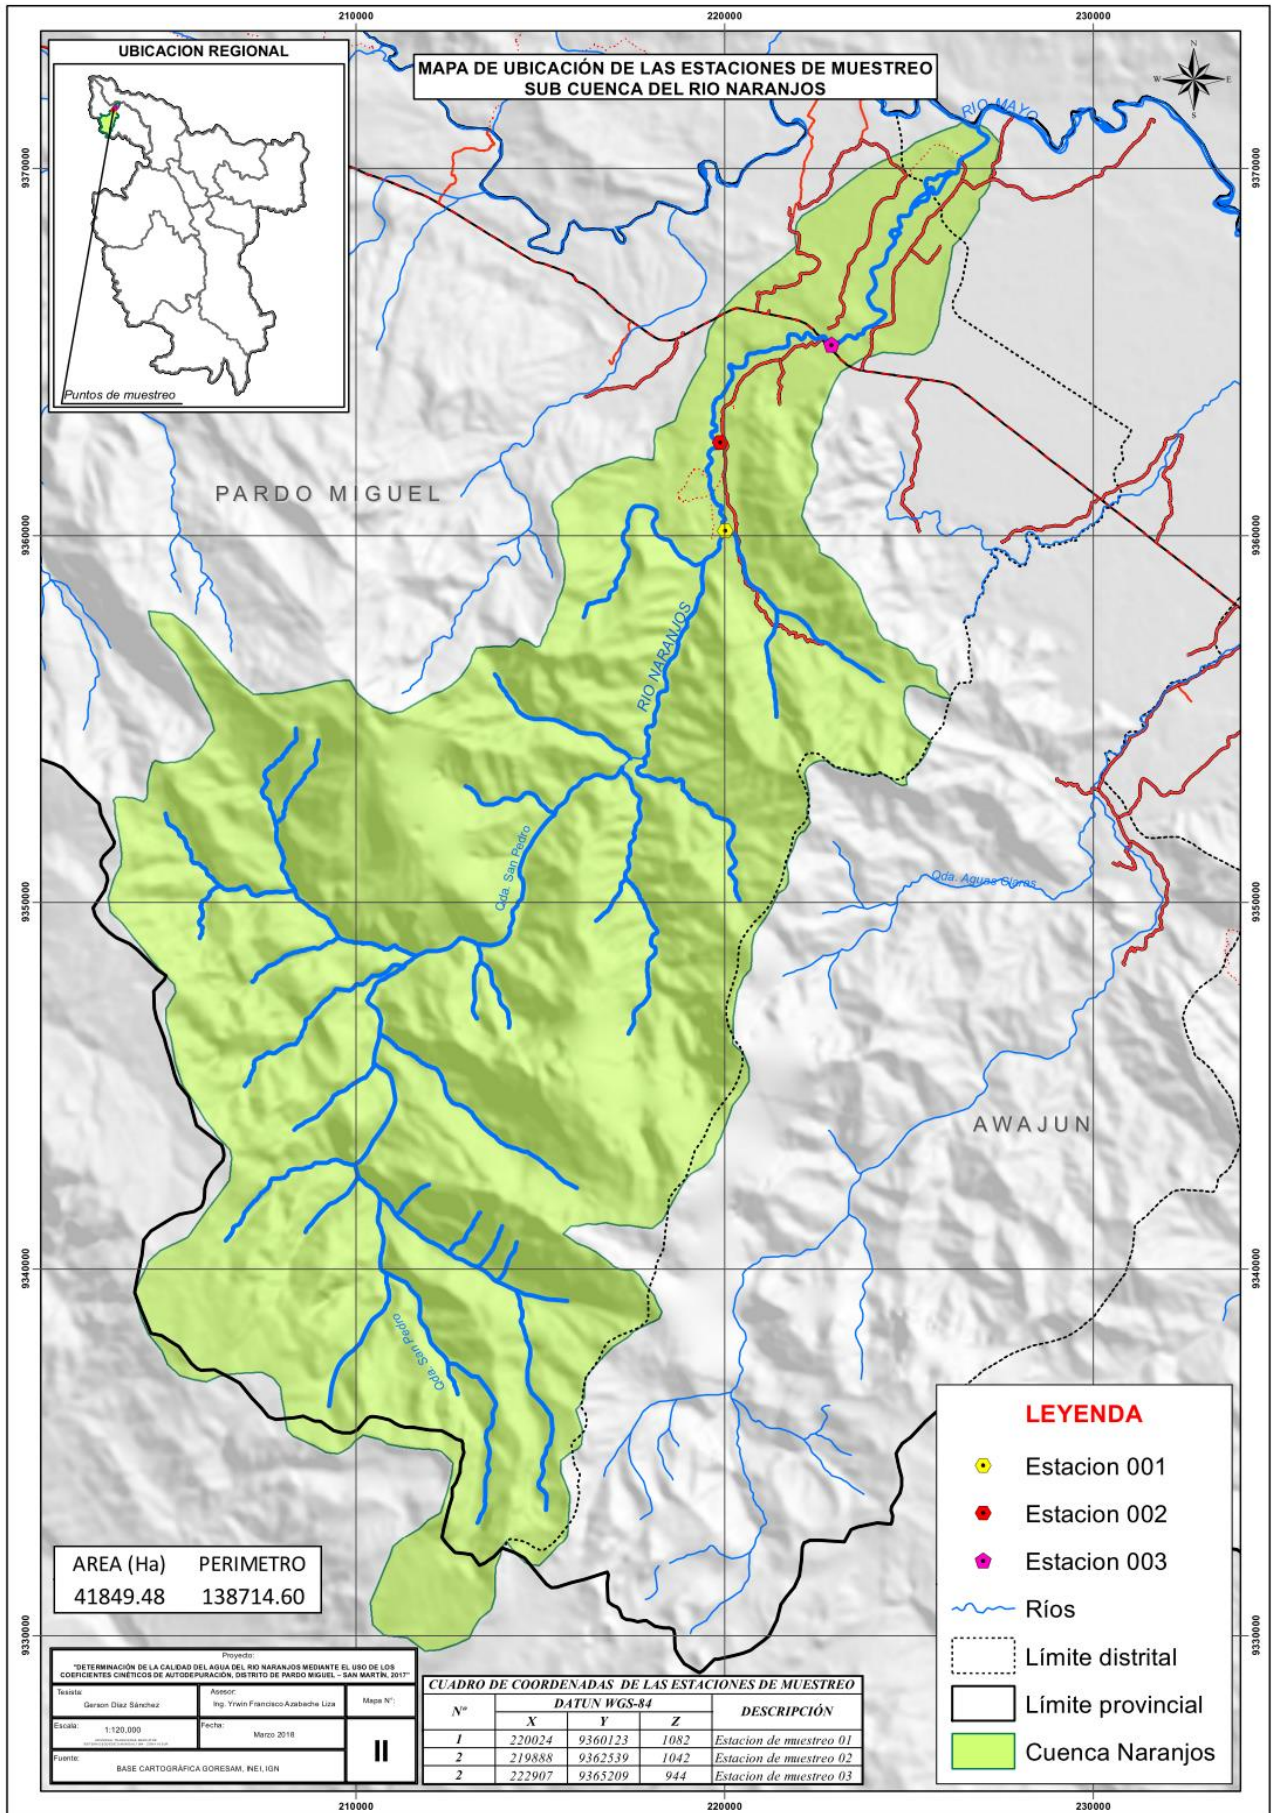 210000
220000
230000
UBICACION REGIONAL
Puntos de muestreo
MAPA DE UBICACIÓN DE LAS ESTACIONES DE MUESTREO
SUB CUENCA DEL RIO NARANJOS
N
W
E
S
RIO MAYO
9370000
9370000
PARDO MIGUEL
9360000
9360000
RIO NARANJOS
Qda. San Pedro
Qda. Aguas Claras
9350000
9350000
AWAJUN
9340000
9340000
Qda. San Pedro
LEYENDA
Estacion 001
Estacion 002
Estacion 003
Ríos
Límite distrital
Límite provincial
Cuenca Naranjos
AREA (Ha) PERIMETRO
41849.48 138714.60
9330000
9330000
Proyecto:
"DETERMINACIÓN DE LA CALIDAD DEL AGUA DEL RIO NARANJOS MEDIANTE EL USO DE LOS
COEFICIENTES CINÉTICOS DE AUTODEPURACIÓN, DISTRITO DE PARDO MIGUEL – SAN MARTÍN, 2017"
Tesista:
Gerson Díaz Sánchez
Asesor:
Ing. Yrwin Francisco Azabache Liza
Mapa N°:
Escala:
1:120,000
Fecha:
Marzo 2018
II
Fuente:
BASE CARTOGRÁFICA GORESAM, INEI, IGN
CUADRO DE COORDENADAS DE LAS ESTACIONES DE MUESTREO
N° DATUN WGS-84 DESCRIPCIÓN
X Y Z
1 220024 9360123 1082 Estacion de muestreo 01
2 219888 9362539 1042 Estacion de muestreo 02
2 222907 9365209 944 Estacion de muestreo 03
210000
220000
230000